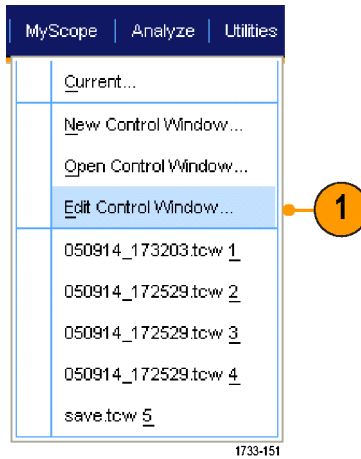 MyScope | Analyze | Utilities
Current...
New Control Window...
Open Control Window...
Edit Control Window...
1
050914_173203.tcw 1
050914_172529.tcw 2
050914_172529.tcw 3
050914_172529.tcw 4
save.tcw 5
1733-151